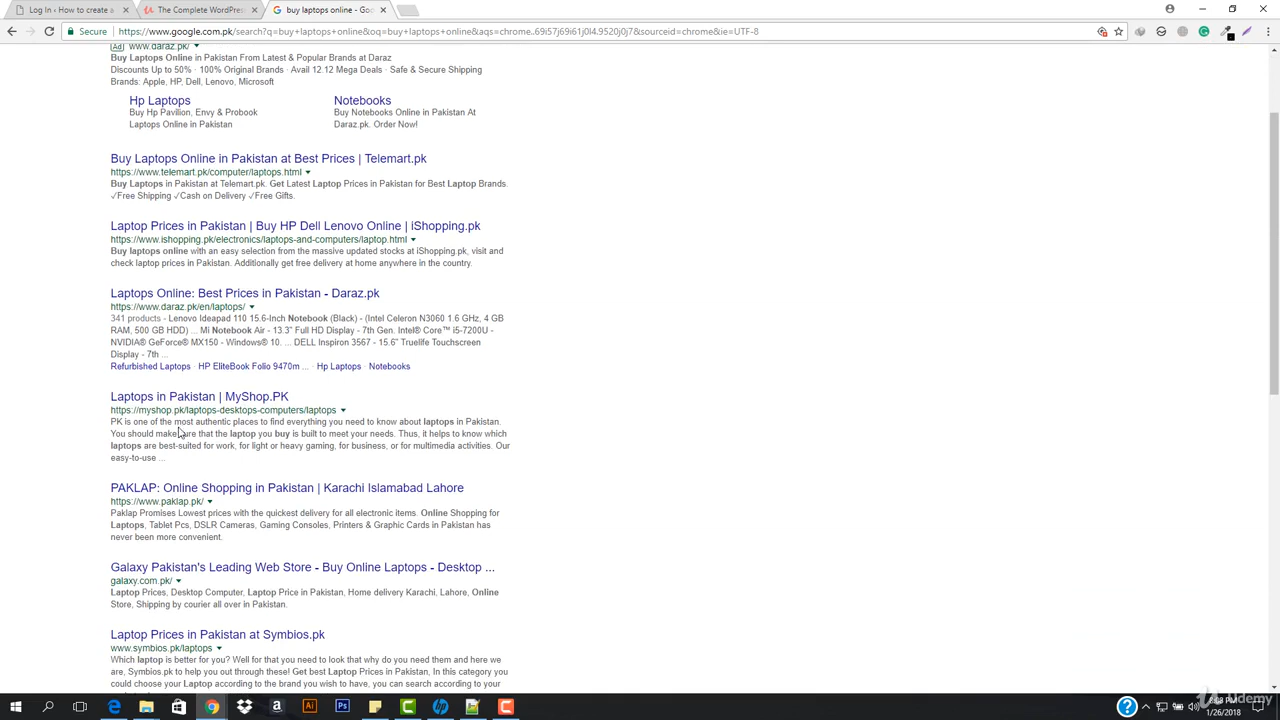 Log In ‹ How to create a
The Complete WordPres
buy laptops online - Goo
Secure
https://www.google.com.pk/search?q=buy+laptops+online&oq=buy+laptops+online&aqs=chrome..69i57j69i61j0l4.9520j0j7&sourceid=chrome&ie=UTF-8
Ad www.daraz.pk/
Buy Laptops Online in Pakistan From Latest & Popular Brands at Daraz
Discounts Up to 50% · 100% Original Brands · Avail 12.12 Mega Deals · Safe & Secure Shipping
Brands: Apple, HP, Dell, Lenovo, Microsoft
Hp Laptops
Buy Hp Pavilion, Envy & Probook
Laptops Online in Pakistan
Notebooks
Buy Notebooks Online in Pakistan At
Daraz.pk. Order Now!
Buy Laptops Online in Pakistan at Best Prices | Telemart.pk
https://www.telemart.pk/computer/laptops.html
Buy Laptops in Pakistan at Telemart.pk. Get Latest Laptop Prices in Pakistan for Best Laptop Brands.
✓Free Shipping ✓Cash on Delivery ✓Free Gifts.
Laptop Prices in Pakistan | Buy HP Dell Lenovo Online | iShopping.pk
https://www.ishopping.pk/electronics/laptops-and-computers/laptop.html
Buy laptops online with an easy selection from the massive updated stocks at iShopping.pk, visit and
check laptop prices in Pakistan. Additionally get free delivery at home anywhere in the country.
Laptops Online: Best Prices in Pakistan - Daraz.pk
https://www.daraz.pk/en/laptops/
341 products - Lenovo Ideapad 110 15.6-Inch Notebook (Black) - (Intel Celeron N3060 1.6 GHz, 4 GB
RAM, 500 GB HDD) ... Mi Notebook Air - 13.3" Full HD Display - 7th Gen. Intel® Core™ i5-7200U -
NVIDIA® GeForce® MX150 - Windows® 10. ... DELL Inspiron 3567 - 15.6" Truelife Touchscreen
Display - 7th ...
Refurbished Laptops · HP EliteBook Folio 9470m ... · Hp Laptops · Notebooks
Laptops in Pakistan | MyShop.PK
https://myshop.pk/laptops-desktops-computers/laptops
PK is one of the most authentic places to find everything you need to know about laptops in Pakistan.
You should make sure that the laptop you buy is built to meet your needs. Thus, it helps to know which
laptops are best-suited for work, for light or heavy gaming, for business, or for multimedia activities. Our
easy-to-use ...
PAKLAP: Online Shopping in Pakistan | Karachi Islamabad Lahore
https://www.paklap.pk/
Paklap Promises Lowest prices with the quickest delivery for all electronic items. Online Shopping for
Laptops, Tablet Pcs, DSLR Cameras, Gaming Consoles, Printers & Graphic Cards in Pakistan has
never been more convenient.
Galaxy Pakistan's Leading Web Store - Buy Online Laptops - Desktop ...
galaxy.com.pk/
Laptop Prices, Desktop Computer, Laptop Price in Pakistan, Home delivery Karachi, Lahore, Online
Store, Shipping by courier all over in Pakistan.
Laptop Prices in Pakistan at Symbios.pk
www.symbios.pk/laptops
Which laptop is better for you? Well for that you need to look that why do you need them and here we
are, Symbios.pk to help you out through these! Get best Laptop Prices in Pakistan, In this category you
could choose your Laptop according to the brand you wish to have, you can search according to your
Udemy
1/26/2018